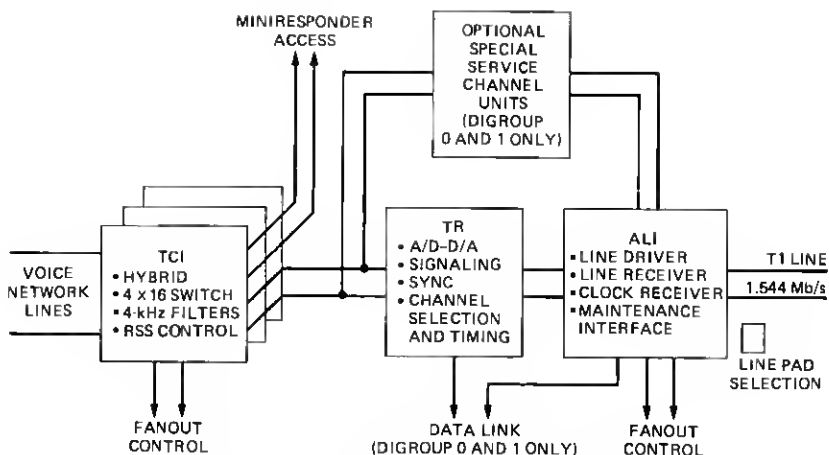 MINIRESPONDER
ACCESS
OPTIONAL
SPECIAL
SERVICE
CHANNEL
UNITS
(DIGROUP
0 AND 1 ONLY)
VOICE
NETWORK
LINES
TCI
• HYBRID
• 4 x 16 SWITCH
• 4-kHz FILTERS
• RSS CONTROL
TR
• A/D-D/A
• SIGNALING
• SYNC
• CHANNEL
SELECTION
AND TIMING
ALI
• LINE DRIVER
• LINE RECEIVER
• CLOCK RECEIVER
• MAINTENANCE
INTERFACE
T1 LINE
1.544 Mb/s
LINE PAD
SELECTION
FANOUT
CONTROL
DATA LINK
(DIGROUP 0 AND 1 ONLY)
FANOUT
CONTROL